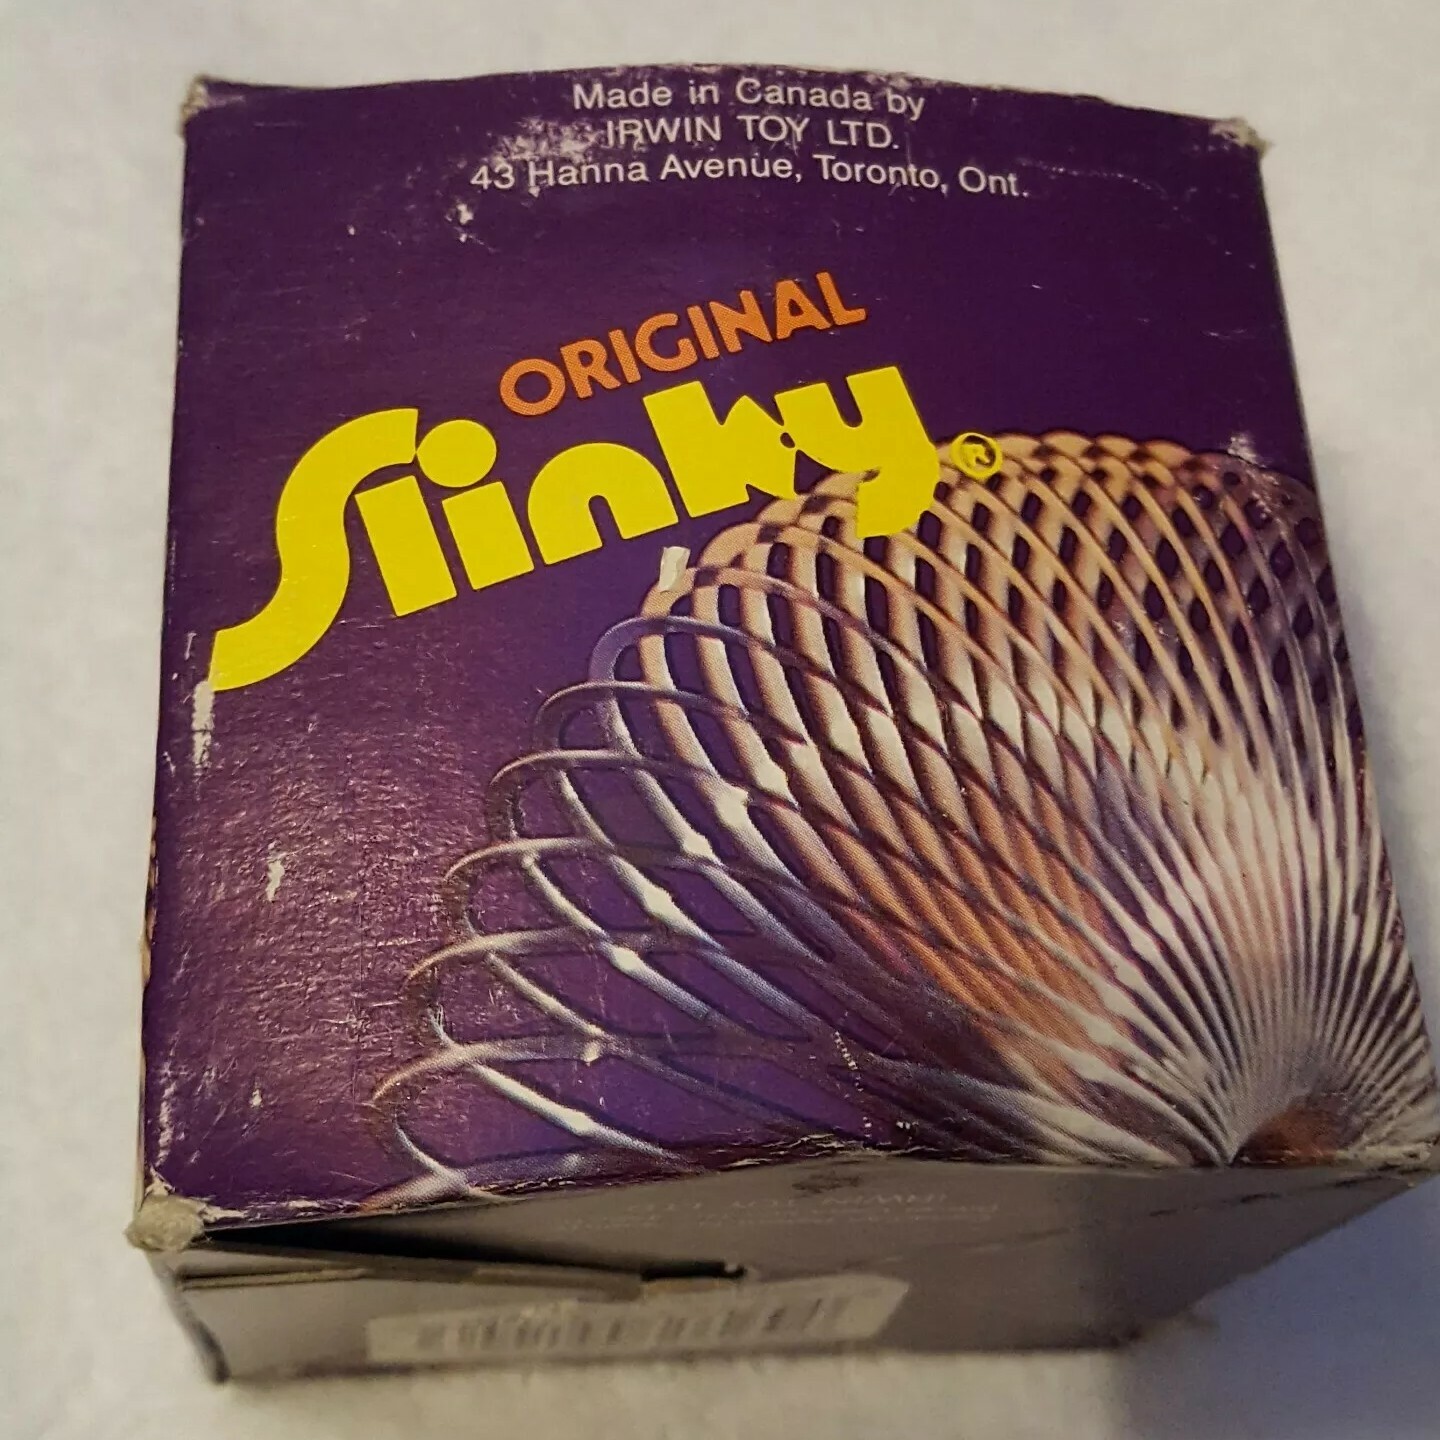 Made in Canada by
IRWIN TOY LTD.
43 Hanna Avenue, Toronto, Ont.
ORIGINAL
Slinky®